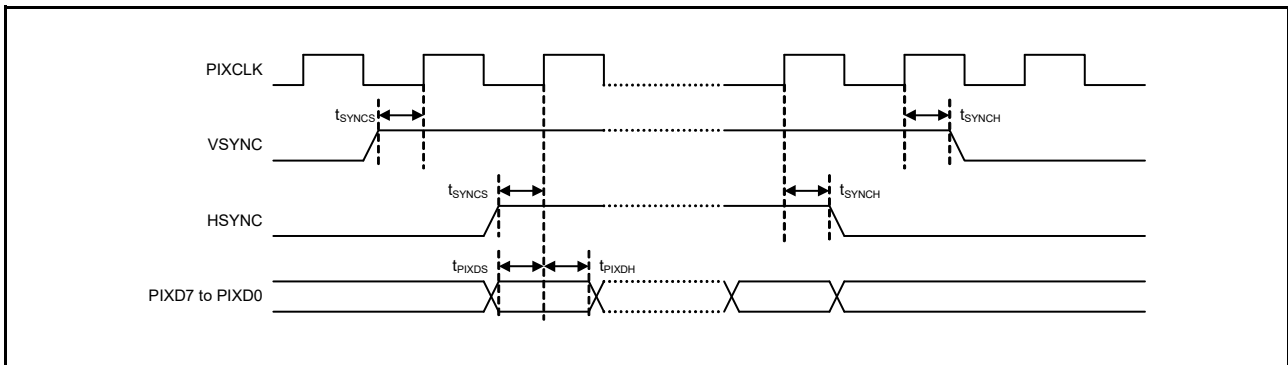 PIXCLK
tSYNCS
tSYNCH
VSYNC
tSYNCS
tSYNCH
HSYNC
tPIXDS
tPIXDH
PIXD7 to PIXD0